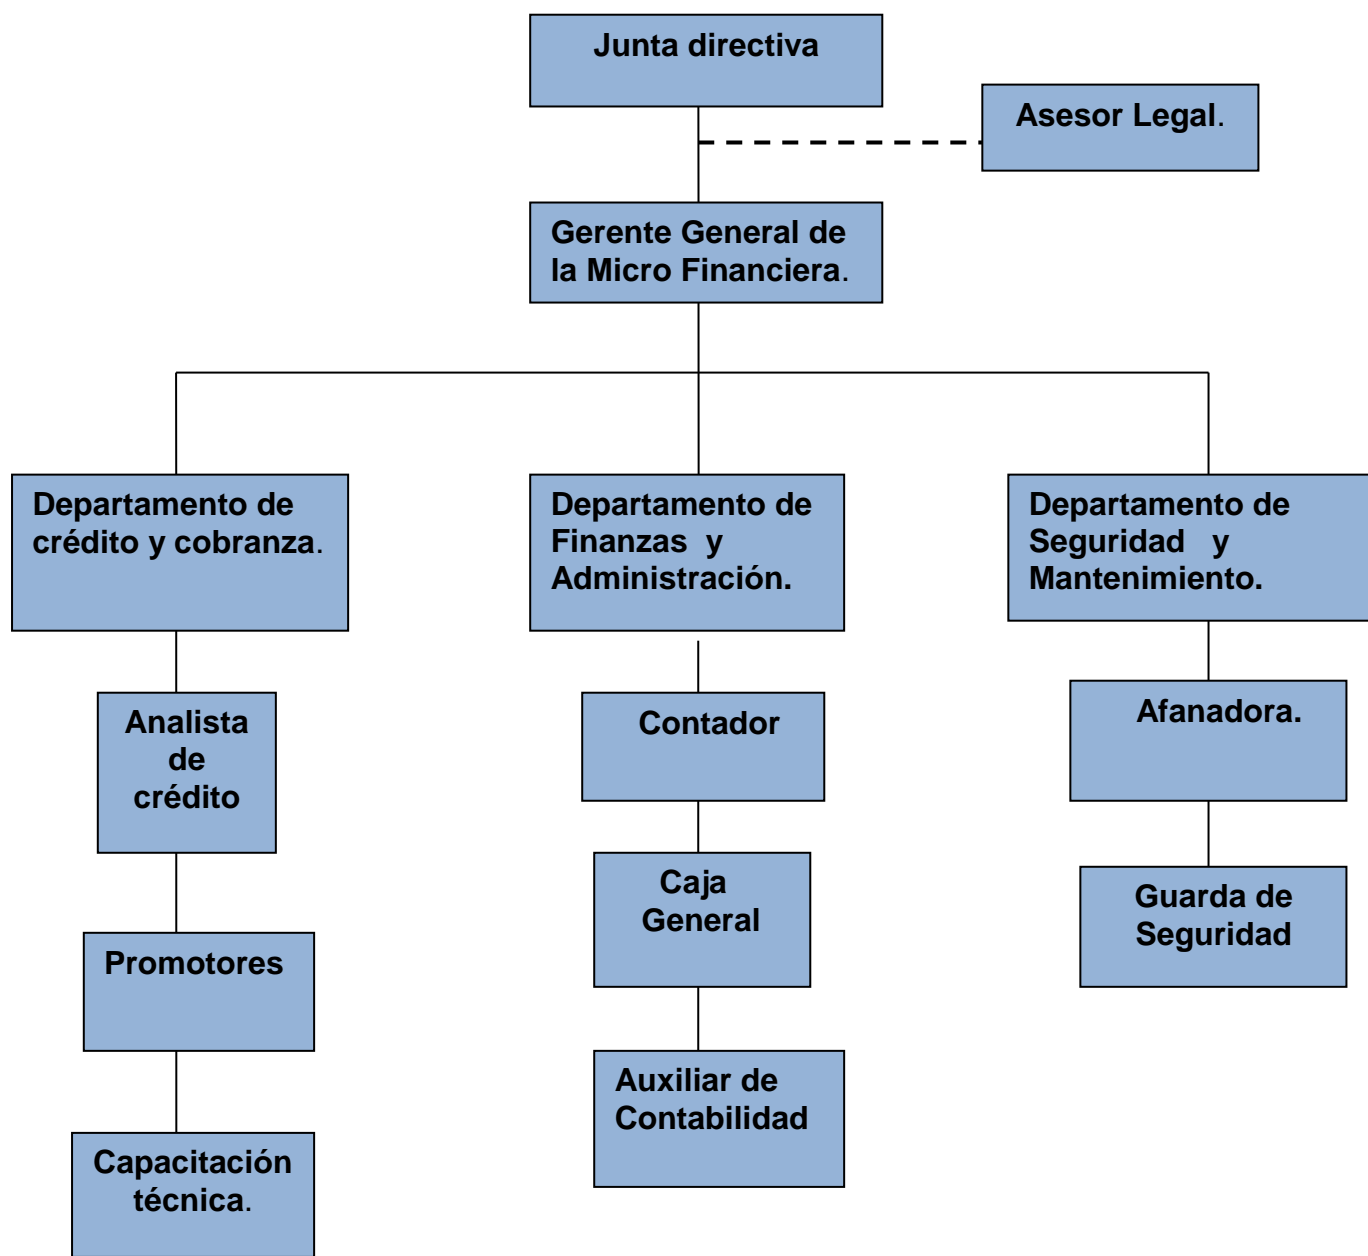 Junta directiva
Asesor Legal.
Gerente General de
la Micro Financiera.
Departamento de
crédito y cobranza.
Departamento de
Finanzas y
Administración.
Departamento de
Seguridad y
Mantenimiento.
Analista
de
crédito
Contador
Afanadora.
Caja
General
Guarda de
Seguridad
Promotores
Auxiliar de
Contabilidad
Capacitación
técnica.